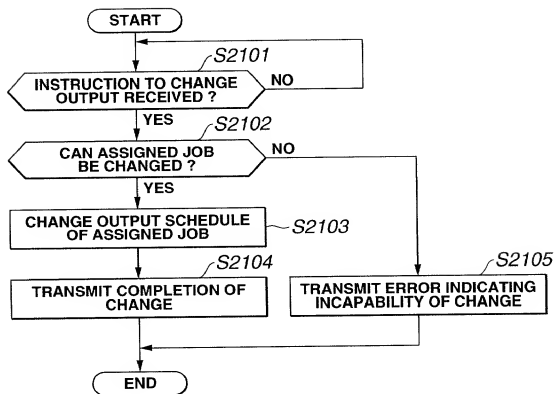 START
S2101
INSTRUCTION TO CHANGE
OUTPUT RECEIVED ?
NO
YES
S2102
CAN ASSIGNED JOB
BE CHANGED ?
NO
YES
CHANGE OUTPUT SCHEDULE
OF ASSIGNED JOB
S2103
S2104
TRANSMIT COMPLETION OF
CHANGE
S2105
TRANSMIT ERROR INDICATING
INCAPABILITY OF CHANGE
END